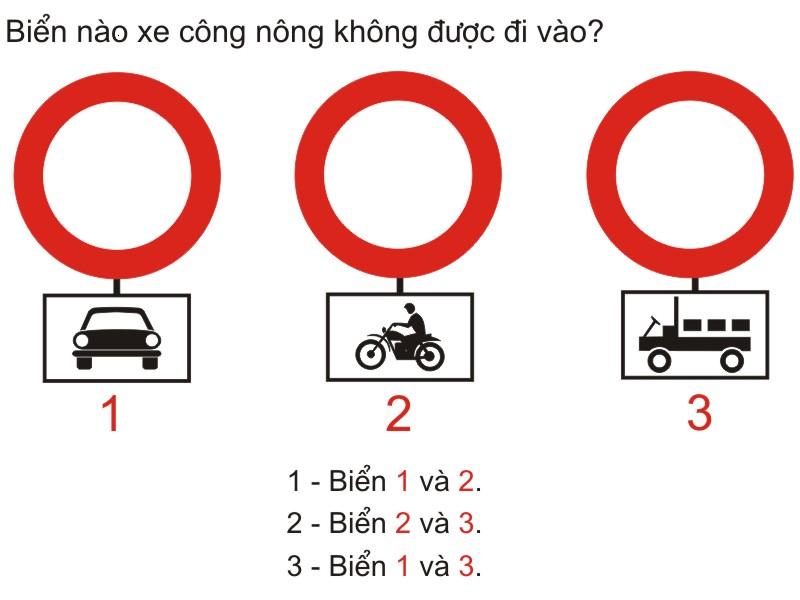 Biển nào xe công nông không được đi vào?
1 2 3
1 - Biển 1 và 2.
2 - Biển 2 và 3.
3 - Biển 1 và 3.